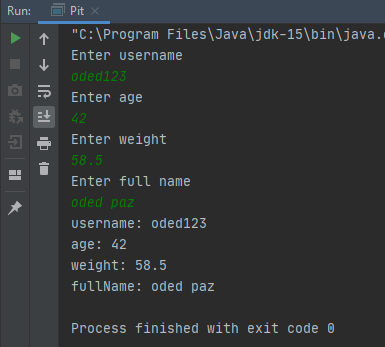 Run: Pit
"C:\Program Files\Java\jdk-15\bin\java.
Enter username
oded123
Enter age
42
Enter weight
58.5
Enter full name
oded paz
username: oded123
age: 42
weight: 58.5
fullName: oded paz
Process finished with exit code 0